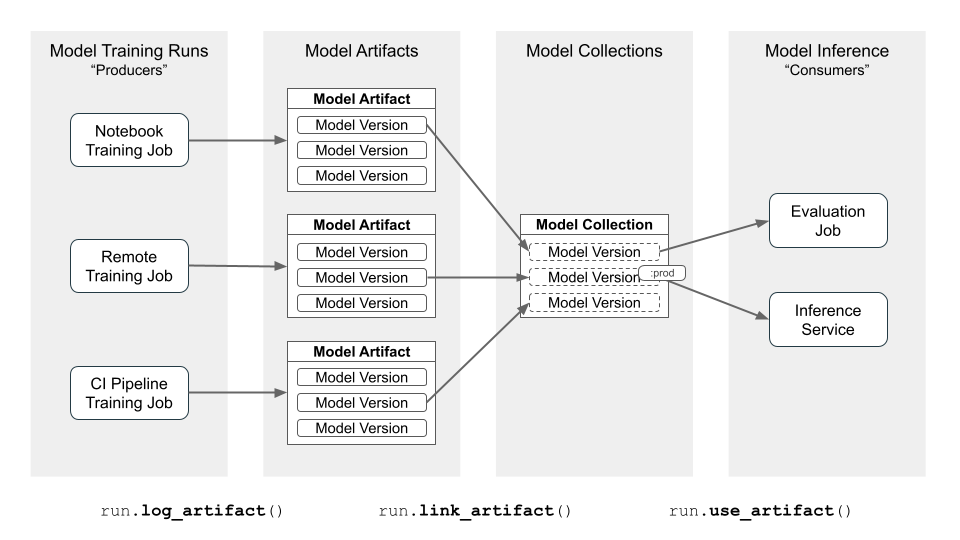 Model Training Runs
“Producers”
Notebook
Training Job
Remote
Training Job
CI Pipeline
Training Job
Model Artifacts
Model Artifact
Model Version
Model Version
Model Version
Model Artifact
Model Version
Model Version
Model Version
Model Artifact
Model Version
Model Version
Model Version
Model Collections
Model Collection
Model Version
Model Version
:prod
Model Version
Model Inference
“Consumers”
Evaluation
Job
Inference
Service
run.log_artifact()
run.link_artifact()
run.use_artifact()